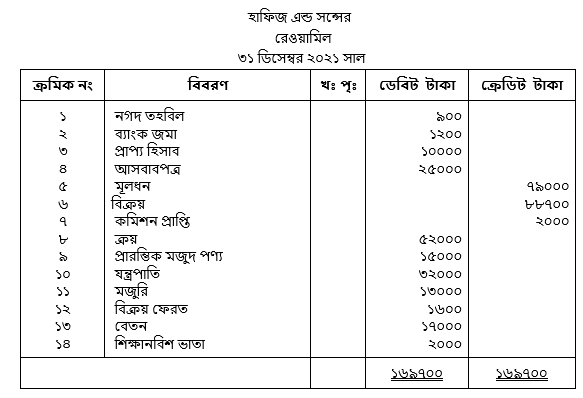 হাফিজ এন্ড সন্সের
রেওয়ামিল
৩১ ডিসেম্বর ২০২১ সাল
ক্রমিক নং বিবরণ খঃ পৃঃ ডেবিট টাকা ক্রেডিট টাকা
১ নগদ তহবিল ৯০০
২ ব্যাংক জমা ১২০০
৩ প্রাপ্য হিসাব ১০০০০
৪ আসবাবপত্র ২৫০০০
৫ মূলধন ৭৯০০০
৬ বিক্রয় ৮৮৭০০
৭ কমিশন প্রাপ্তি ২০০০
৮ ক্রয় ৫২০০০
৯ প্রারম্ভিক মজুদ পণ্য ১৫০০০
১০ যন্ত্রপাতি ৩২০০০
১১ মজুরি ১৩০০০
১২ বিক্রয় ফেরত ১৬০০
১৩ বেতন ১৭০০০
১৪ শিক্ষানবিশ ভাতা ২০০০
১৬৯৭০০ ১৬৯৭০০